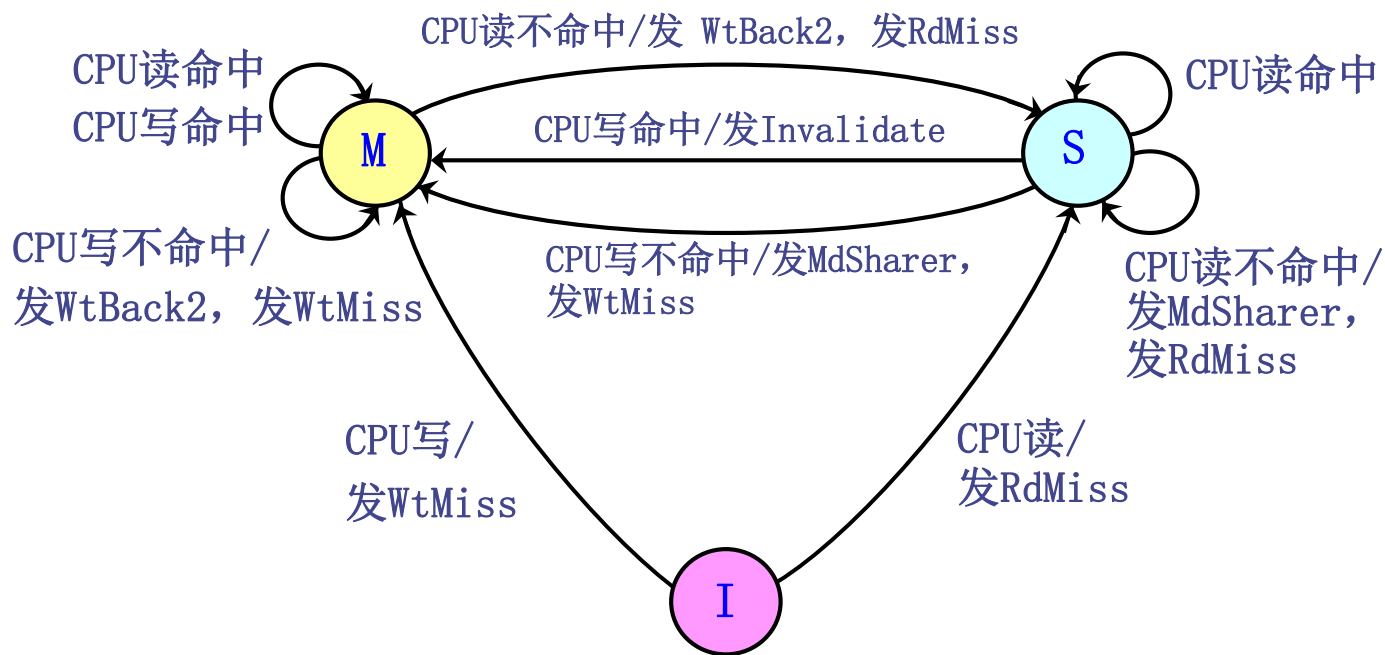 CPU读不命中/发 WtBack2，发RdMiss
CPU读命中
CPU写命中
CPU读命中
CPU写命中/发Invalidate
M
S
CPU写不命中/
发WtBack2，发WtMiss
CPU写不命中/发MdSharer，
发WtMiss
CPU读不命中/
发MdSharer，
发RdMiss
CPU写/
发WtMiss
CPU读/
发RdMiss
I